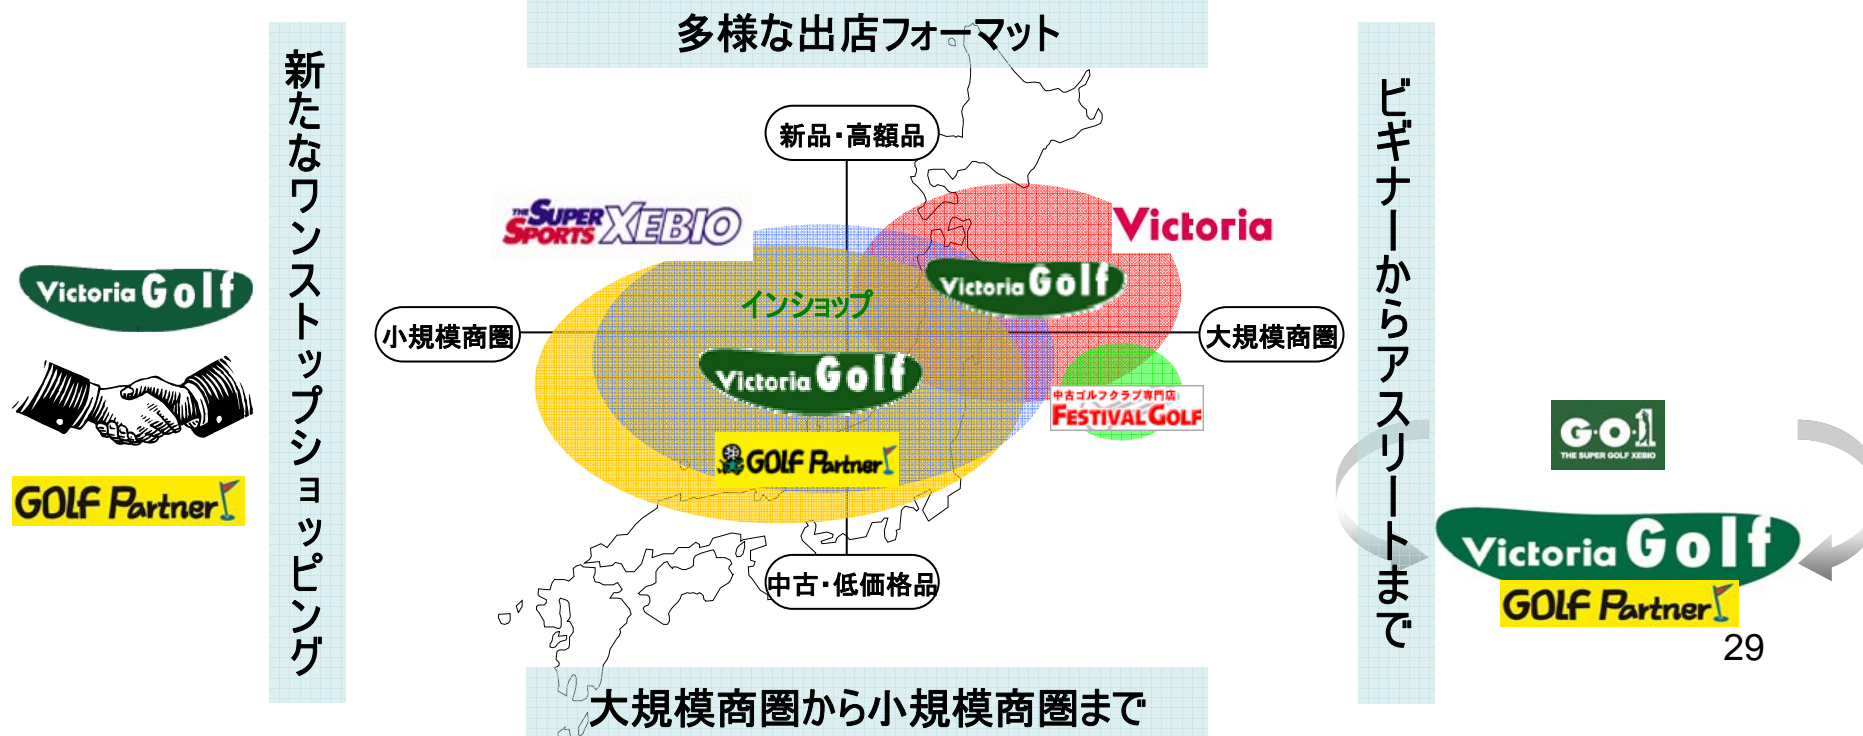 多様な出店フォーマット
新たなワンストップショッピング
ビギナーからアスリートまで
新品・高額品
THE SUPER SPORTS XEBIO
Victoria
Victoria Golf
Victoria Golf
インショップ
小規模商圏
大規模商圏
Victoria Golf
中古ゴルフクラブ専門店
FESTIVAL GOLF
GOLF Partner
GOLF Partner
G·O·1
THE SUPER GOLF XEBIO
Victoria Golf
GOLF Partner
中古・低価格品
29
大規模商圏から小規模商圏まで